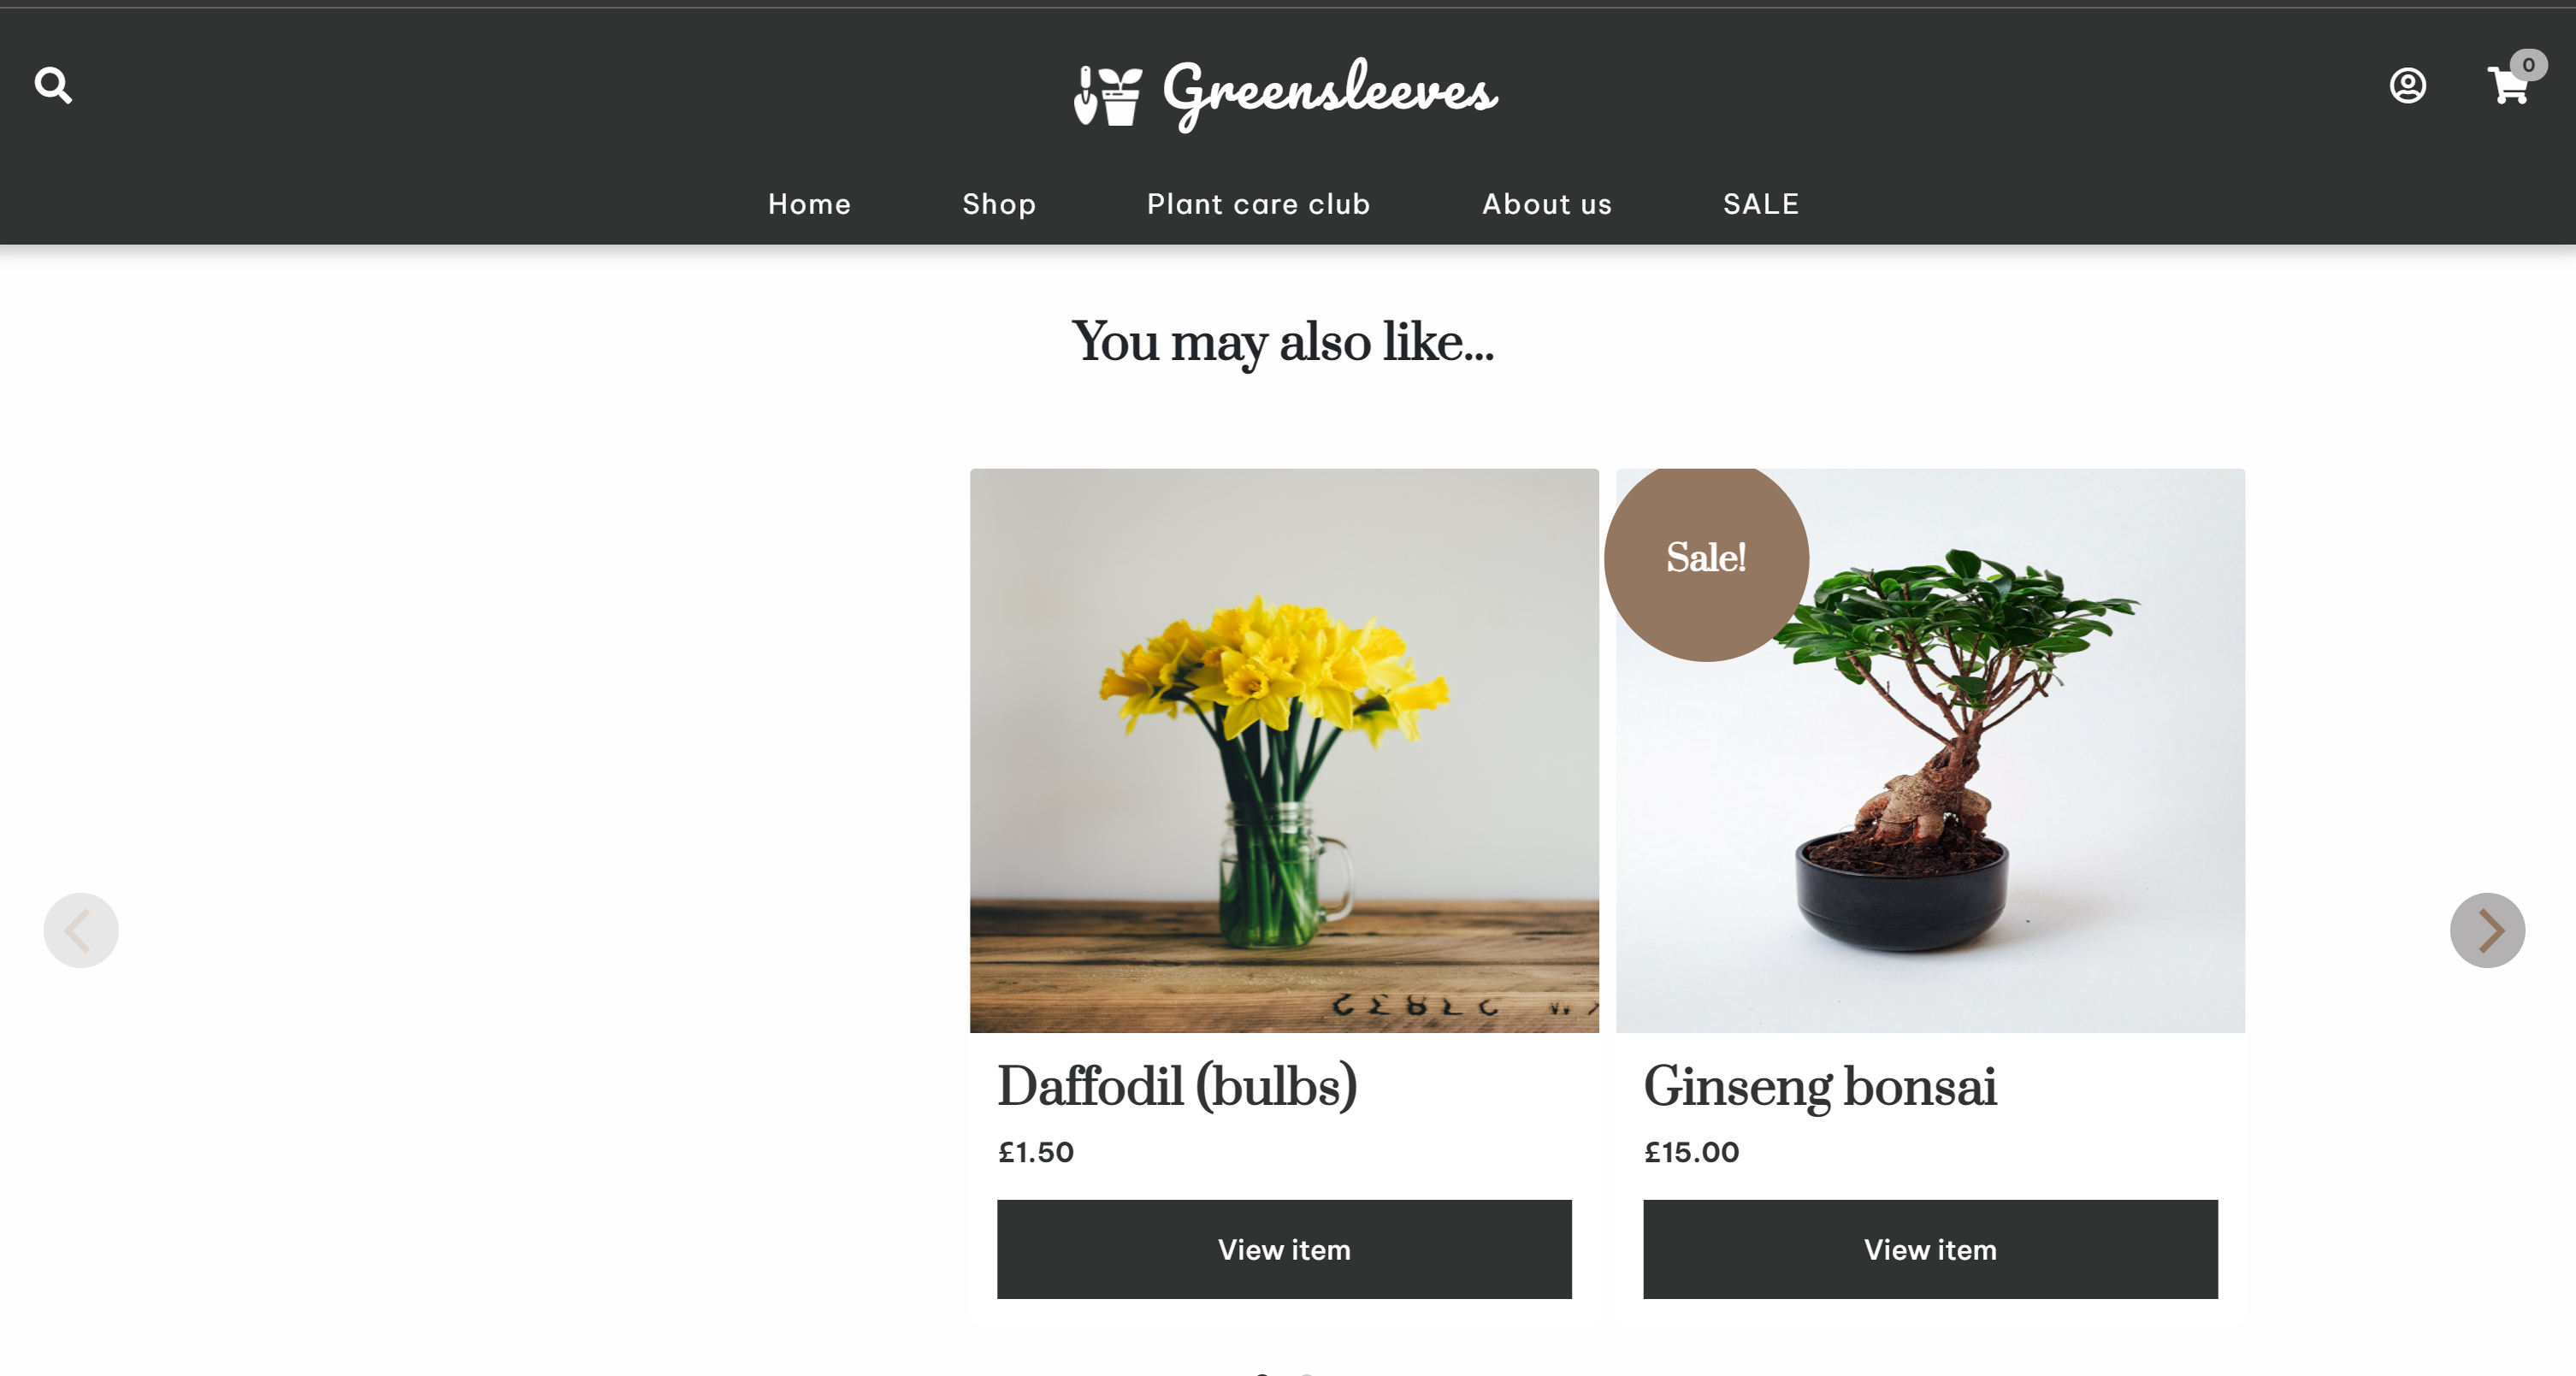 Greensleeves
0
Home Shop Plant care club About us SALE
You may also like...
Sale!
Daffodil (bulbs)
£1.50
View item
Ginseng bonsai
£15.00
View item